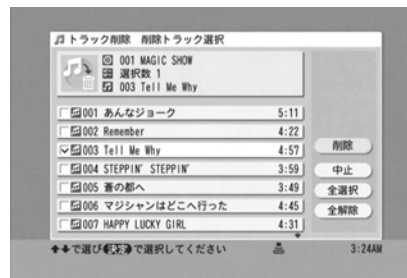 トラック削除 削除トラック選択
001 MAGIC SHOW
選択数 1
003 Tell Me Why
001 あんなジョーク 5:11
002 Remember 4:22
003 Tell Me Why 4:57
004 STEPPIN' STEPPIN' 3:59
005 蒼の都へ 3:49
006 マジシャンはどこへ行った 4:45
007 HAPPY LUCKY GIRL 4:31
削除
中止
全選択
全解除
で選び 決定 で選択してください 3:24AM